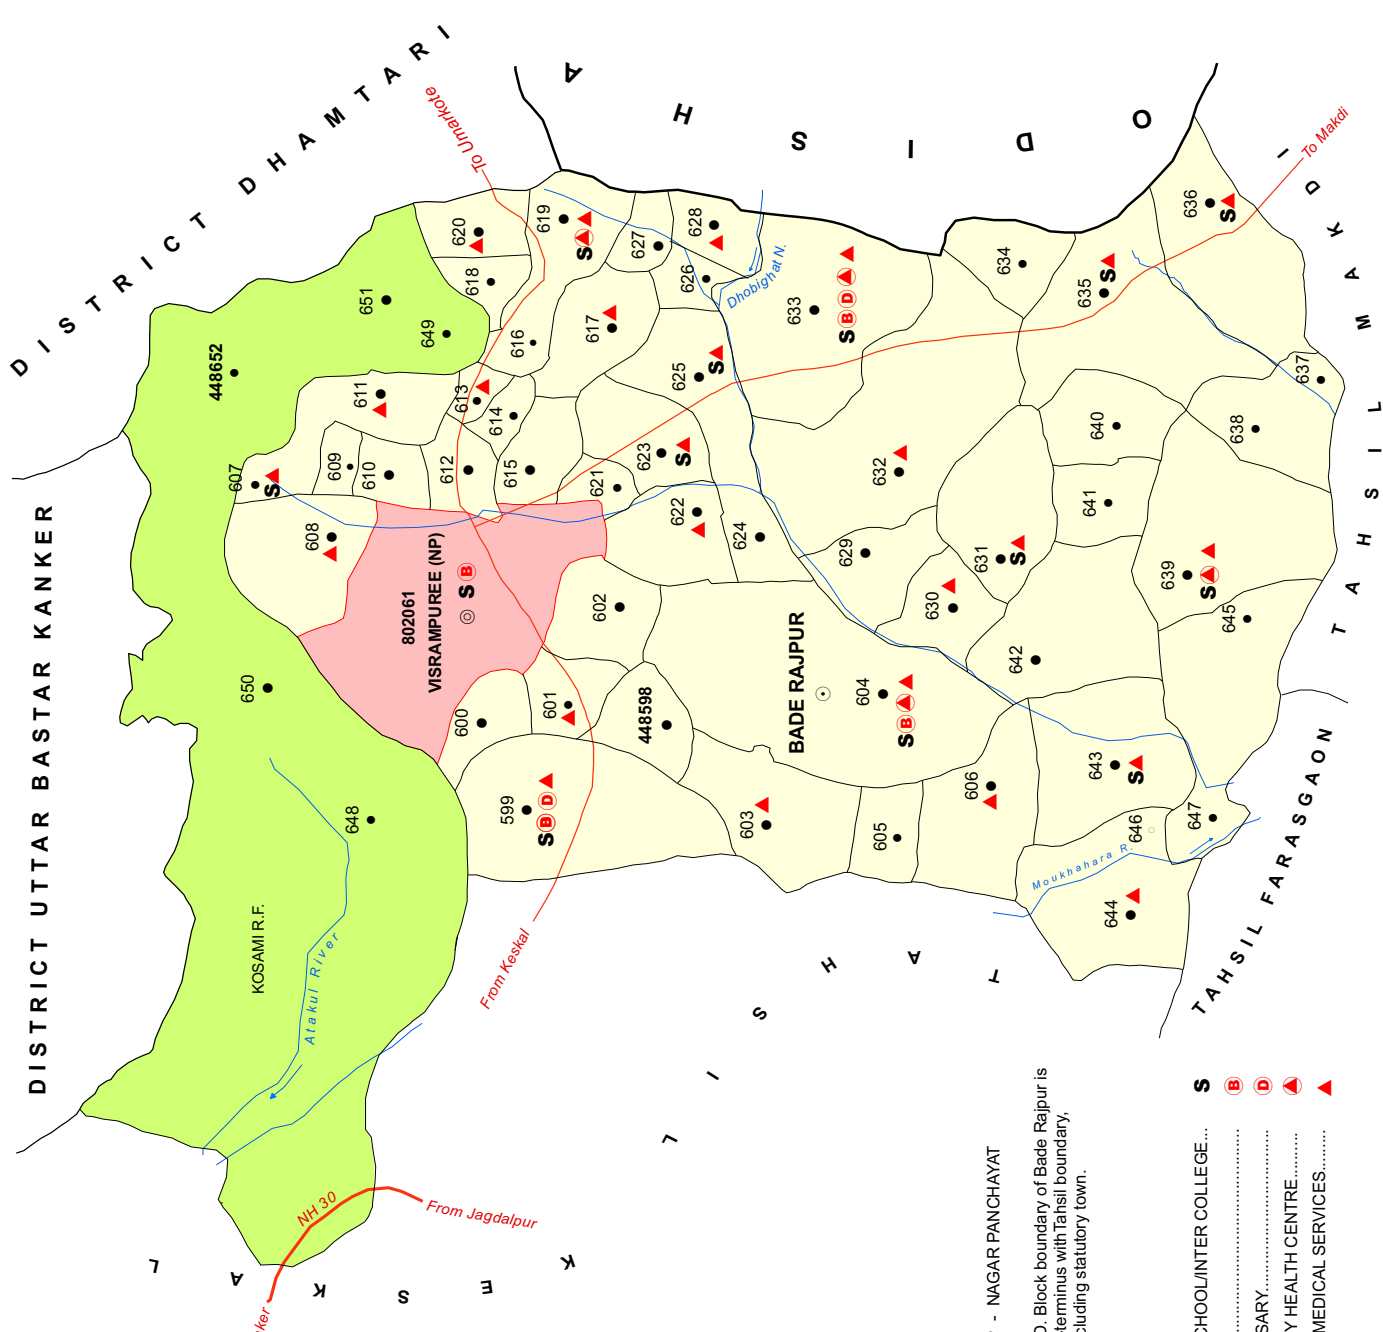 DISTRICT DHAMTARI
DISTRICT UTTAR BASTAR KANKER
ODISHA
TAHSIL MAKDI
TAHSIL FARASGAON
TAHSIL KESKAL
To Umarkote
To Makdi
From Keskal
From Jagdalpur
NH 30
KOSAMI R.F.
Atakul River
Dhobighat N.
Moukhahara R.
802061
VISRAMPUREE (NP)
S B
BADE RAJPUR
448652
448598
651
649
650
648
620
618
619
S
627
628
626
616
617
611
613
614
607
S
609
610
612
615
608
621
623
S
622
624
625
S
633
S B D
634
635
S
636
S
637
638
640
641
632
629
631
S
630
639
S
645
642
602
600
601
599
S B D
603
604
S B
605
606
643
S
646
647
644
- NAGAR PANCHAYAT
D. Block boundary of Bade Rajpur is
terminus with Tahsil boundary,
cluding statutory town.
CHOOL/INTER COLLEGE... S
B
SARY D
Y HEALTH CENTRE
MEDICAL SERVICES